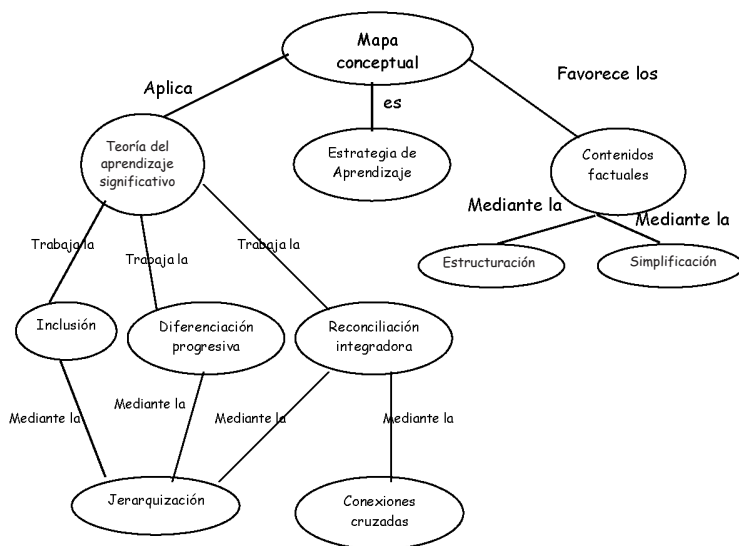 Mapa
conceptual
Aplica
es
Favorece los
Teoría del
aprendizaje
significativo
Estrategia de
Aprendizaje
Contenidos
factuales
Mediante la
Mediante la
Trabaja la
Trabaja la
Trabaja la
Estructuración
Simplificación
Inclusión
Diferenciación
progresiva
Reconciliación
integradora
Mediante la
Mediante la
Mediante la
Mediante la
Jerarquización
Conexiones
cruzadas